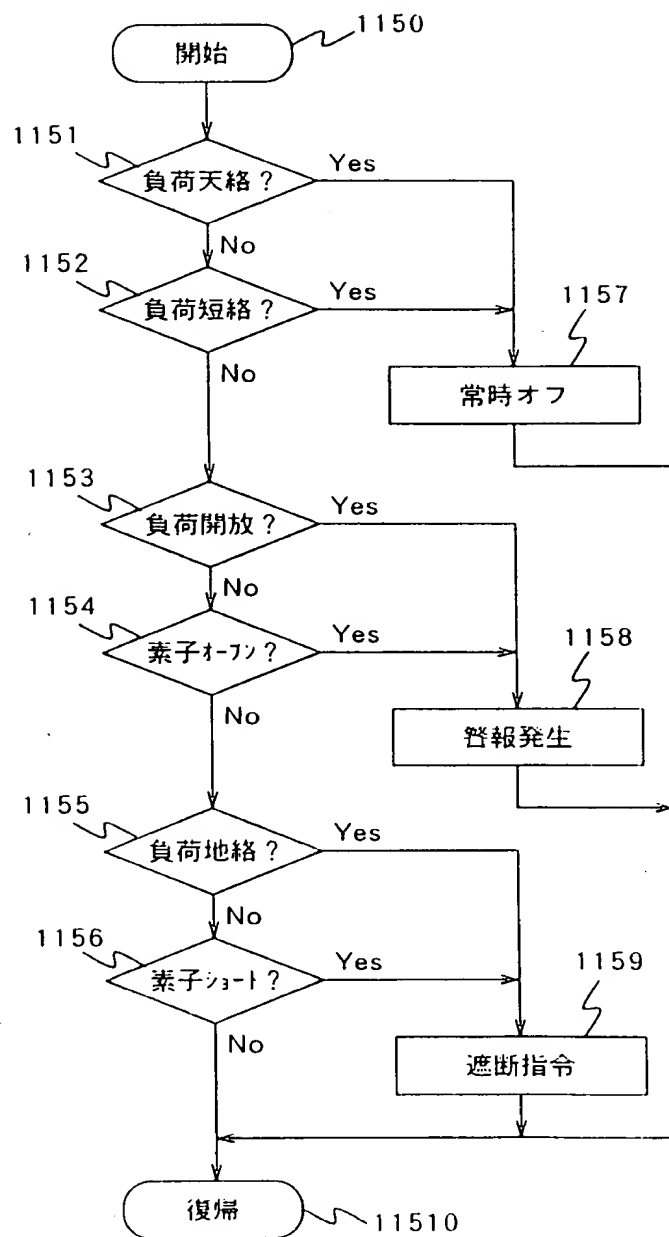 1150
開始
1151
負荷天絡?
Yes
No
1152
負荷短絡?
Yes
1157
No
常時オフ
1153
負荷開放?
Yes
No
1154
素子オープン?
Yes
1158
No
警報発生
1155
負荷地絡?
Yes
No
1156
素子ショート?
Yes
1159
No
遮断指令
復帰
11510